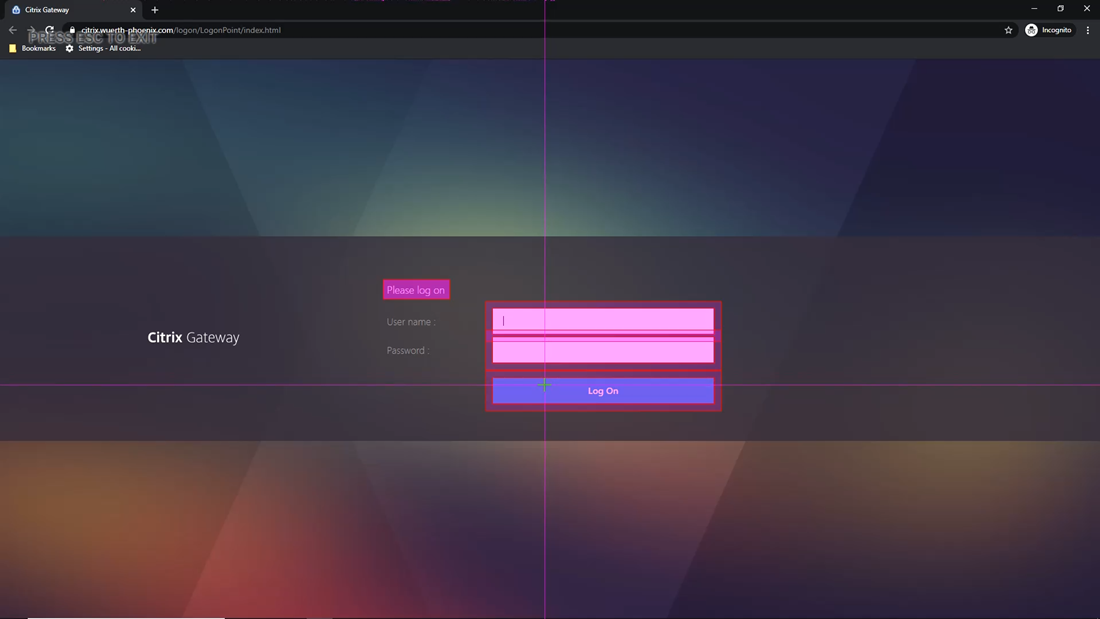 Citrix Gateway
citrix.wuerth-phoenix.com/logon/LogonPoint/index.html
Incognito
PRESS ESC TO EXIT
Bookmarks
Settings - All cooki...
Please log on
User name :
Citrix Gateway
Password :
Log On